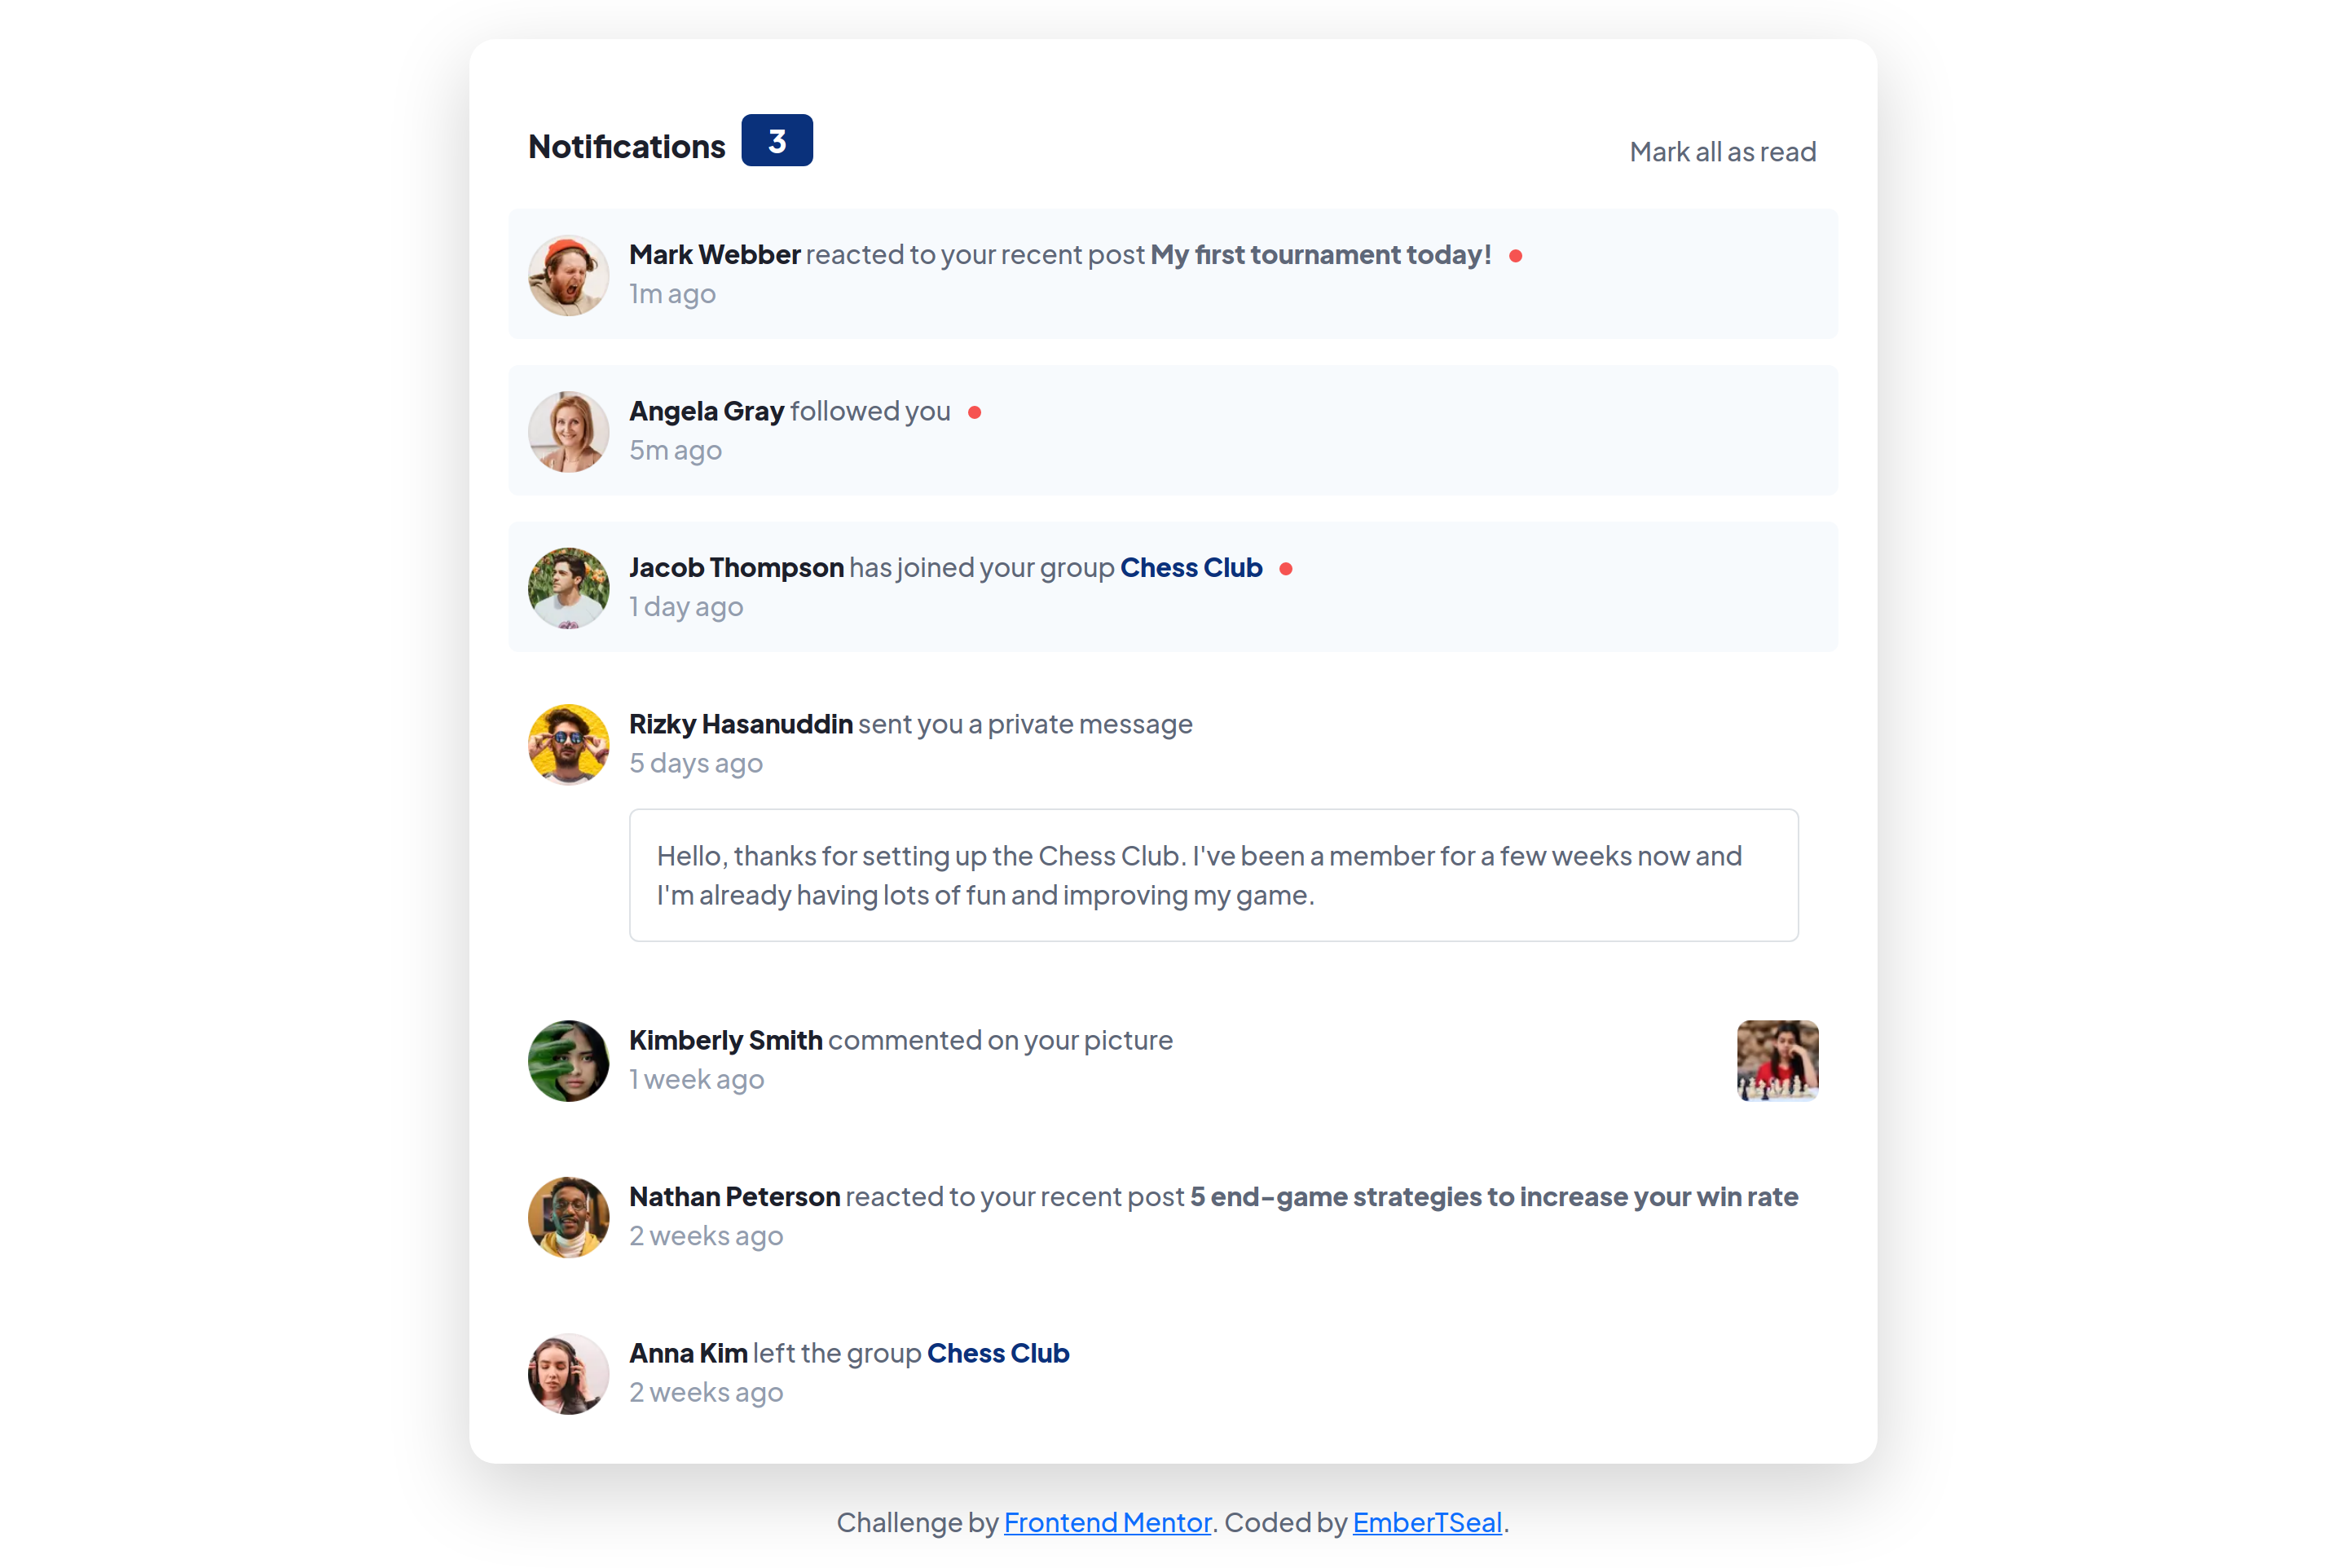 Notifications 3
Mark all as read
Mark Webber reacted to your recent post My first tournament today!
1m ago
Angela Gray followed you
5m ago
Jacob Thompson has joined your group Chess Club
1 day ago
Rizky Hasanuddin sent you a private message
5 days ago
Hello, thanks for setting up the Chess Club. I've been a member for a few weeks now and
I'm already having lots of fun and improving my game.
Kimberly Smith commented on your picture
1 week ago
Nathan Peterson reacted to your recent post 5 end-game strategies to increase your win rate
2 weeks ago
Anna Kim left the group Chess Club
2 weeks ago
Challenge by Frontend Mentor. Coded by EmberTSeal.